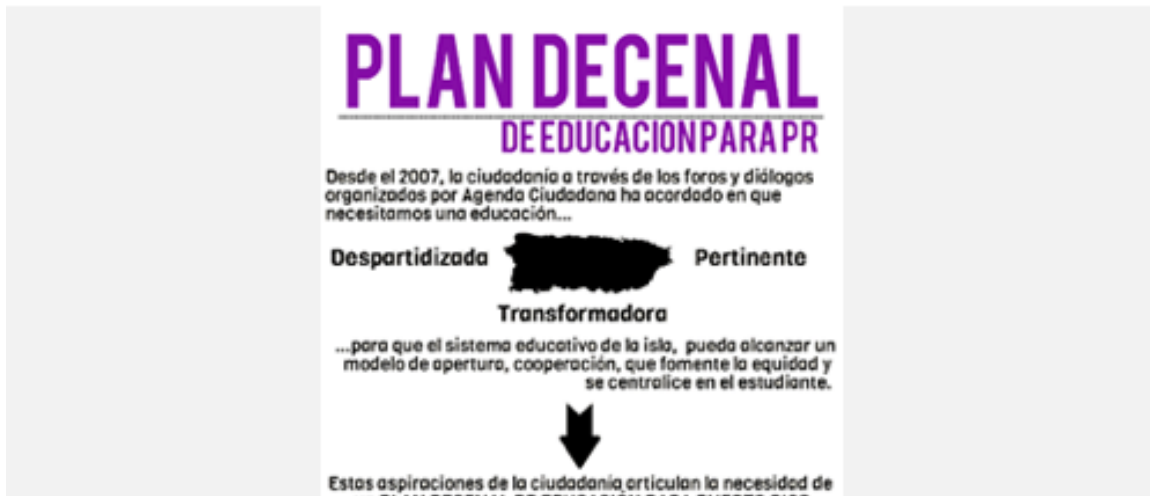 PLAN DECENAL
DE EDUCACION PARA PR
Desde el 2007, la ciudadanía a través de los foros y diálogos
organizados por Agenda Ciudadana ha acordado en que
necesitamos una educación...
Despartidizada
Pertinente
Transformadora
...para que el sistema educativo de la isla, pueda alcanzar un
modelo de apertura, cooperación, que fomente la equidad y
se centralice en el estudiante.
Estas aspiraciones de la ciudadanía articulan la necesidad de